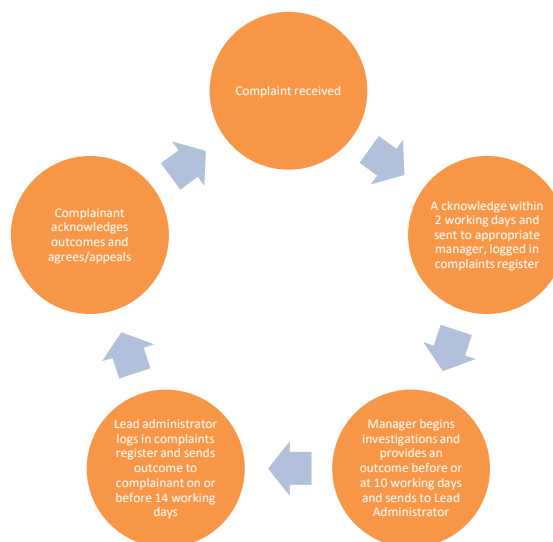 Complaint received
A cknowledge within
2 working days and
sent to appropriate
manager, logged in
complaints register
Manager begins
investigations and
provides an
outcome before or
at 10 working days
and sends to Lead
Administrator
Lead administrator
logs in complaints
register and sends
outcome to
complainant on or
before 14 working
days
Complainant
acknowledges
outcomes and
agrees/appeals